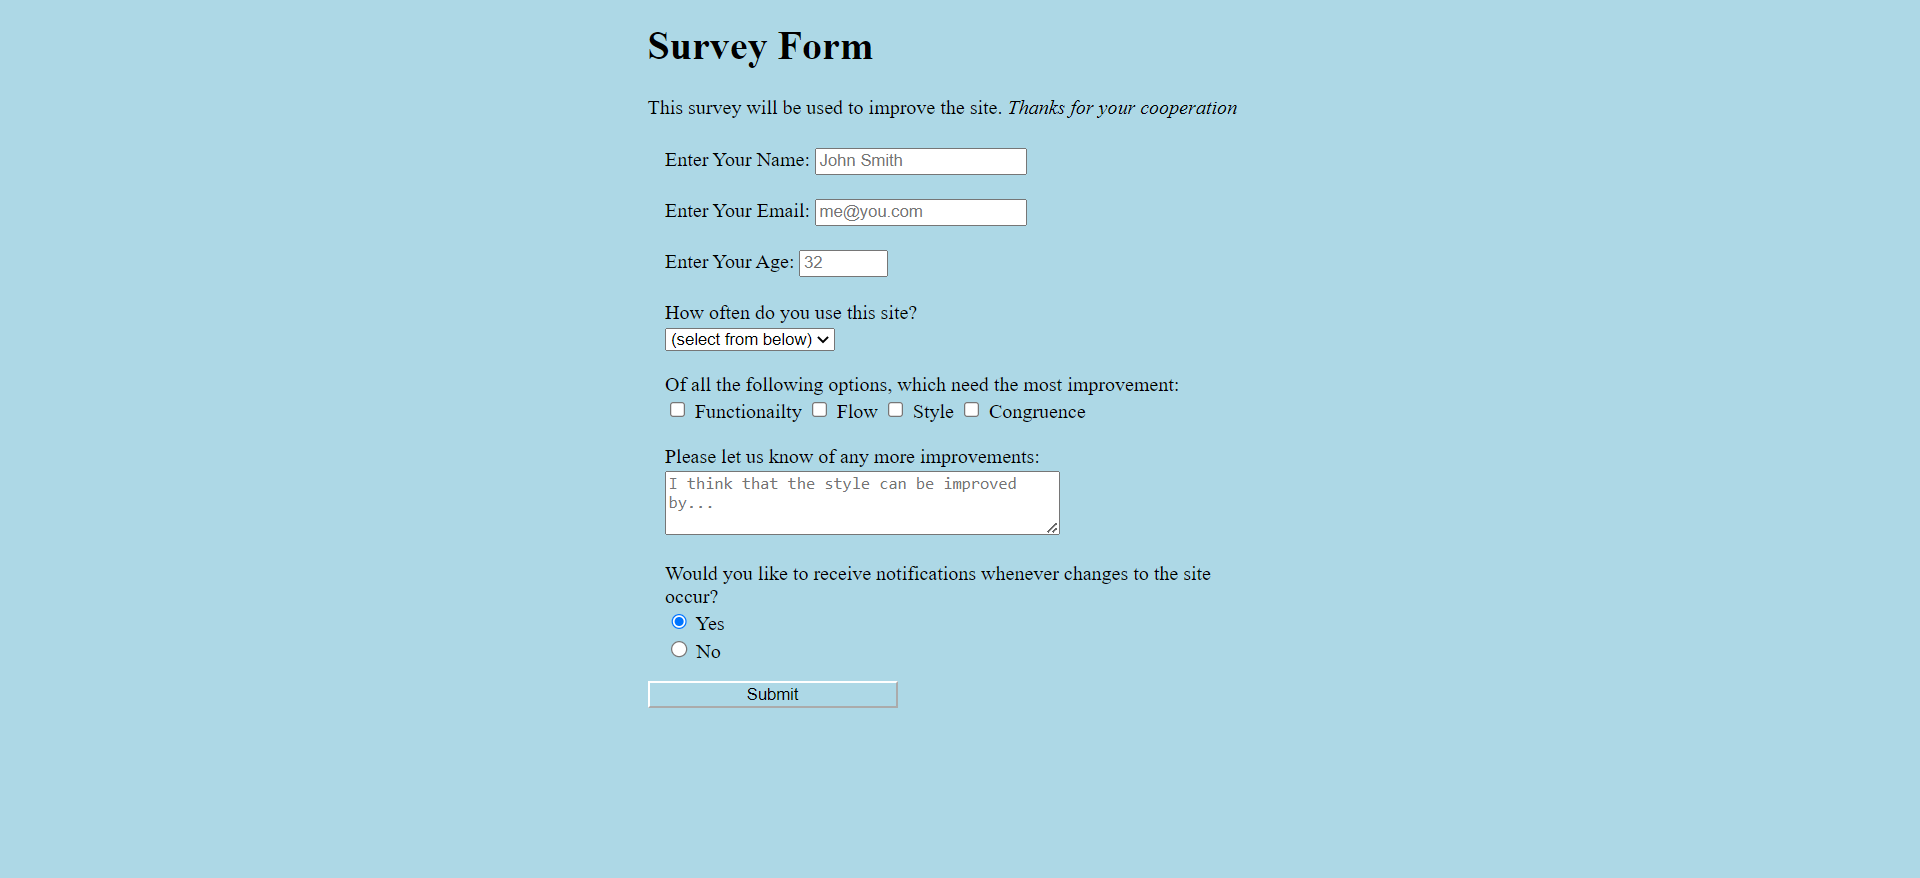 Survey Form
This survey will be used to improve the site. Thanks for your cooperation
Enter Your Name: John Smith
Enter Your Email: me@you.com
Enter Your Age: 32
How often do you use this site?
(select from below)
Of all the following options, which need the most improvement:
Functionailty Flow Style Congruence
Please let us know of any more improvements:
I think that the style can be improved
by...
Would you like to receive notifications whenever changes to the site
occur?
Yes
No
Submit